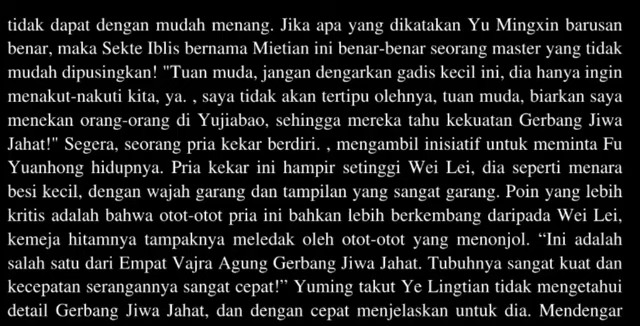 tidak dapat dengan mudah menang. Jika apa yang dikatakan Yu Mingxin barusan
benar, maka Sekte Iblis bernama Mietian ini benar-benar seorang master yang tidak
mudah dipusingkan! "Tuan muda, jangan dengarkan gadis kecil ini, dia hanya ingin
menakut-nakuti kita, ya. , saya tidak akan tertipu olehnya, tuan muda, biarkan saya
menekan orang-orang di Yujiabao, sehingga mereka tahu kekuatan Gerbang Jiwa
Jahat!" Segera, seorang pria kekar berdiri. , mengambil inisiatif untuk meminta Fu
Yuanhong hidupnya. Pria kekar ini hampir setinggi Wei Lei, dia seperti menara
besi kecil, dengan wajah garang dan tampilan yang sangat garang. Poin yang lebih
kritis adalah bahwa otot-otot pria ini bahkan lebih berkembang daripada Wei Lei,
kemeja hitamnya tampaknya meledak oleh otot-otot yang menonjol. “Ini adalah
salah satu dari Empat Vajra Agung Gerbang Jiwa Jahat. Tubuhnya sangat kuat dan
kecepatan serangannya sangat cepat!” Yuming takut Ye Lingtian tidak mengetahui
detail Gerbang Jiwa Jahat, dan dengan cepat menjelaskan untuk dia. Mendengar